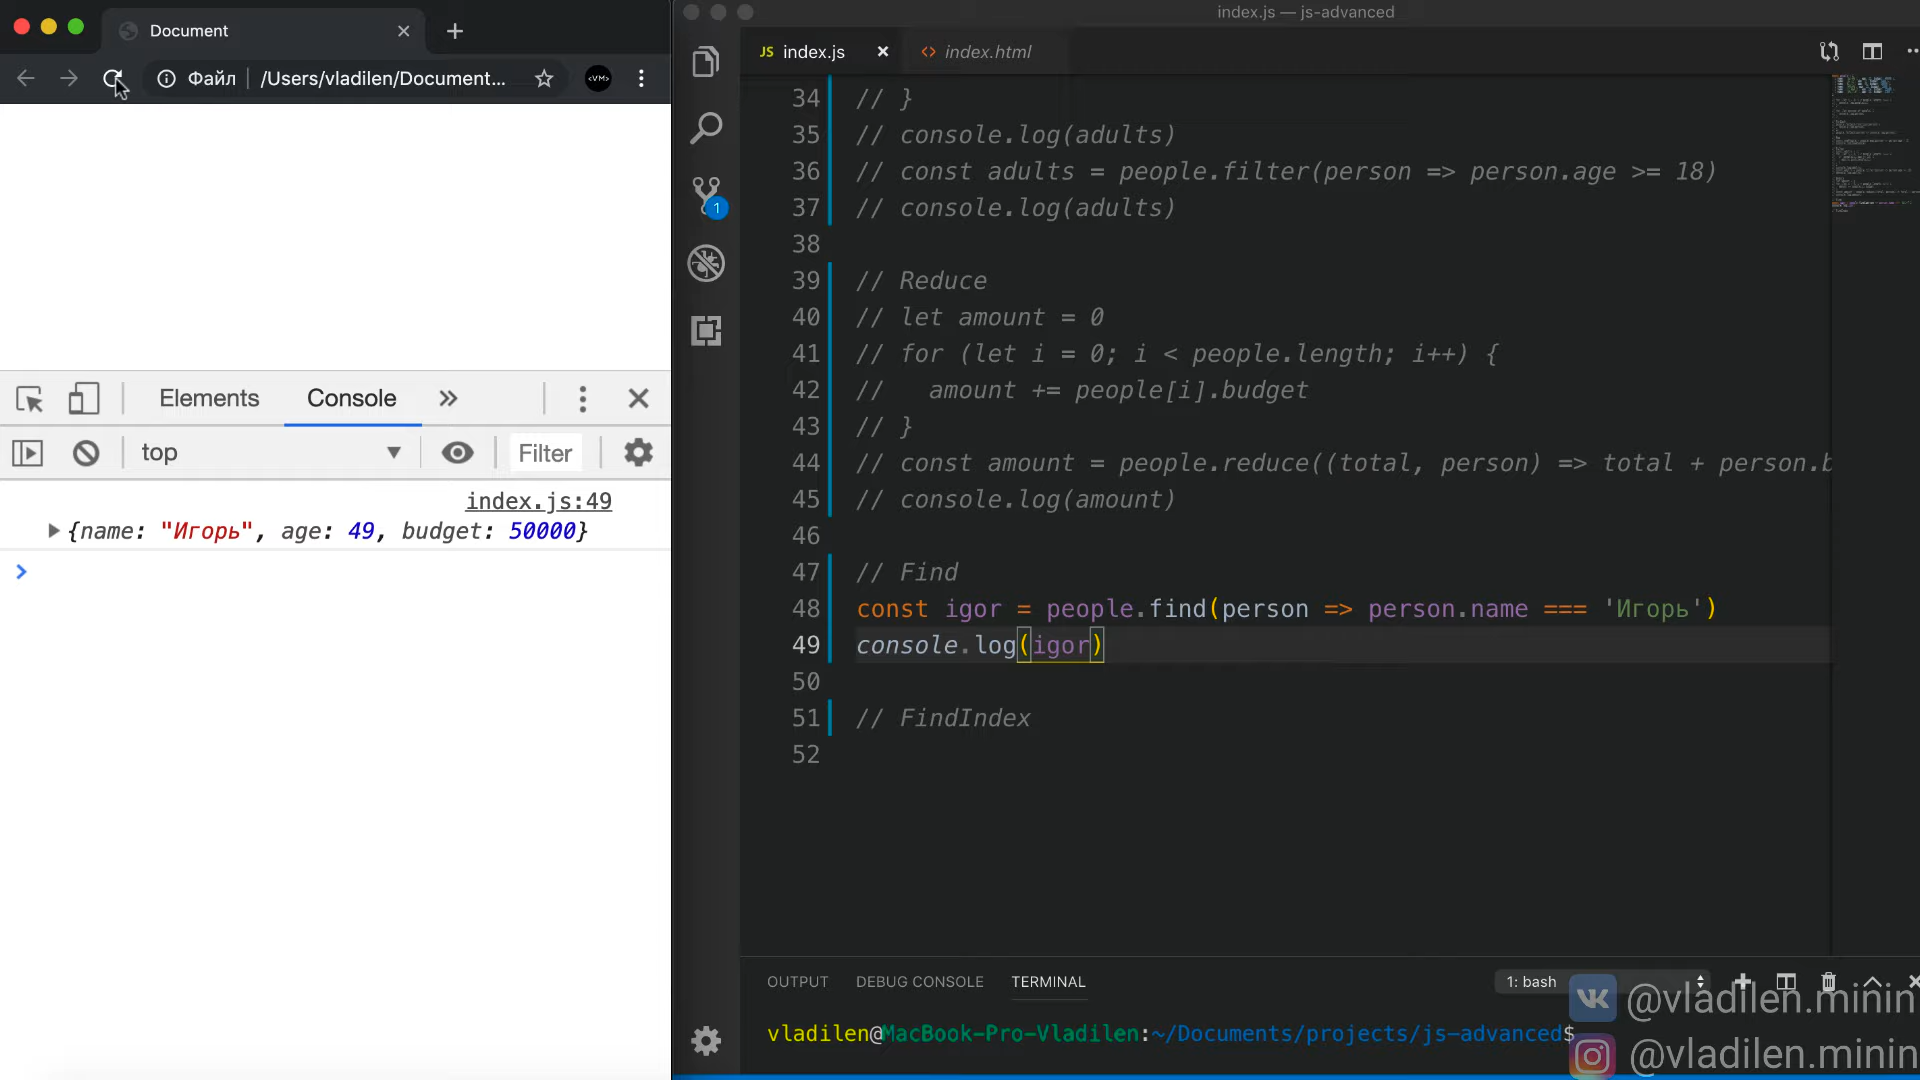 Document
Файл
/Users/vladilen/Document...
<VM>
Elements
Console
top
Filter
index.js:49
{name: "Игорь", age: 49, budget: 50000}
index.js — js-advanced
JS index.js
index.html
1
34 // }
35 // console.log(adults)
36 // const adults = people.filter(person => person.age >= 18)
37 // console.log(adults)
38
39 // Reduce
40 // let amount = 0
41 // for (let i = 0; i < people.length; i++) {
42 //   amount += people[i].budget
43 // }
44 // const amount = people.reduce((total, person) => total + person.b
45 // console.log(amount)
46
47 // Find
48 const igor = people.find(person => person.name === 'Игорь')
49 console.log(igor)
50
51 // FindIndex
52
OUTPUT
DEBUG CONSOLE
TERMINAL
1: bash
vladilen@MacBook-Pro-Vladilen:~/Documents/projects/js-advanced$
@vladilen.minin
@vladilen.minin